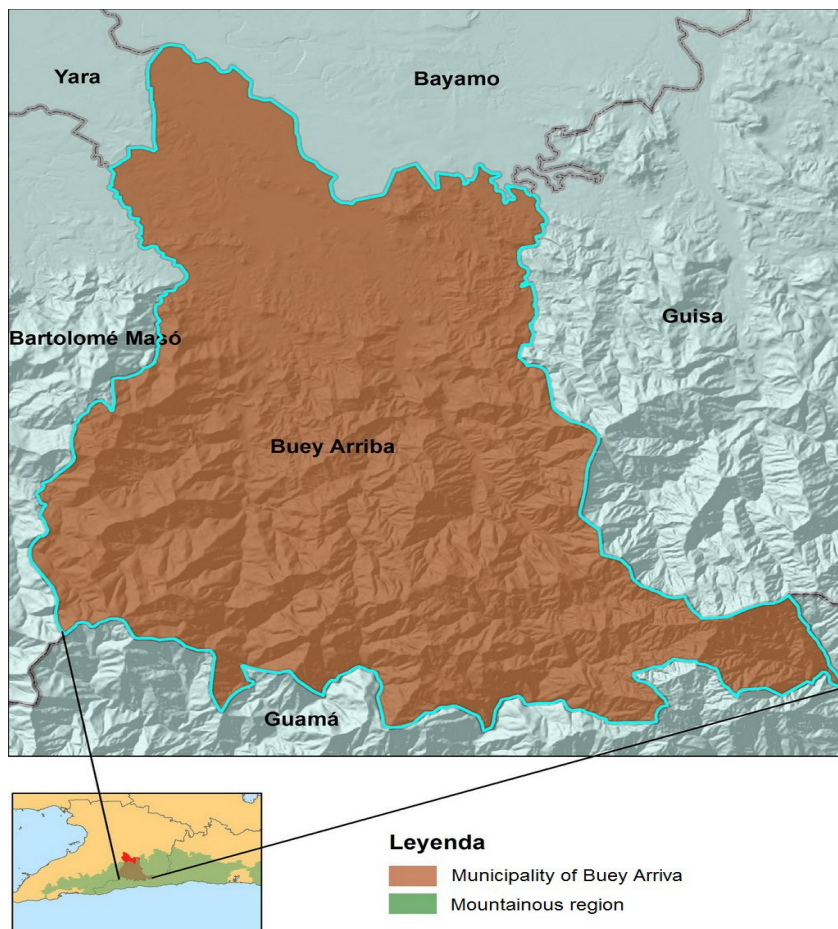 Yara
Bayamo
Guisa
Bartolomé Masó
Buey Arriba
Guamá
Leyenda
Municipality of Buey Arriva
Mountainous region